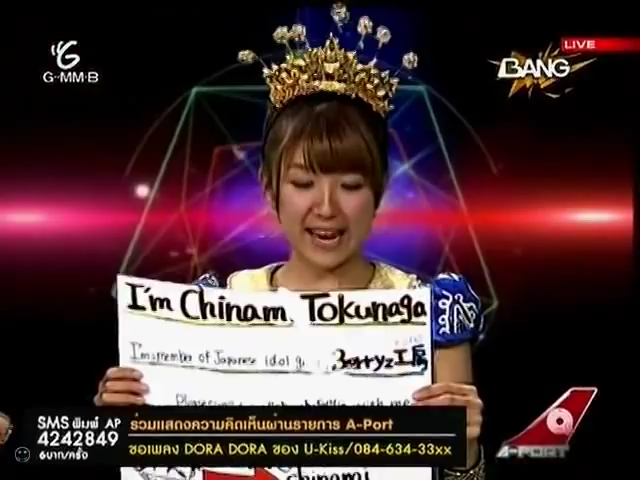 G-MM-B
LIVE
BANG
I'm Chinami Tokunaga
I'm a member of Japanese idol Berryz工房
with me
chinami
SMS พิมพ์ AP
4242849
6บาท/ครั้ง
ร่วมแสดงความคิดเห็นผ่านรายการ A-Port
ขอเพลง DORA DORA ของ U-Kiss/084-634-33xx
A-PORT